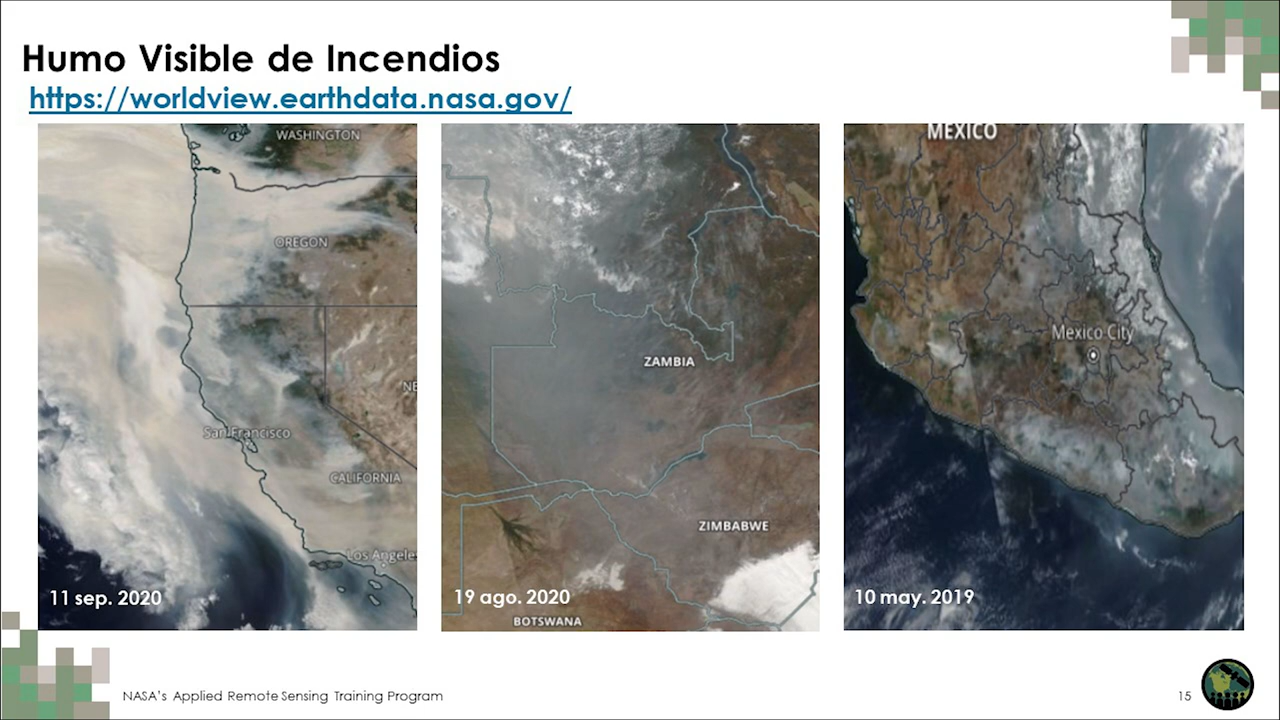 Humo Visible de Incendios
https://worldview.earthdata.nasa.gov/
WASHINGTON
OREGON
NE
San Francisco
CALIFORNIA
Los Angeles
11 sep. 2020
ZAMBIA
ZIMBABWE
19 ago. 2020
BOTSWANA
MEXICO
Mexico City
10 may. 2019
NASA's Applied Remote Sensing Training Program
15